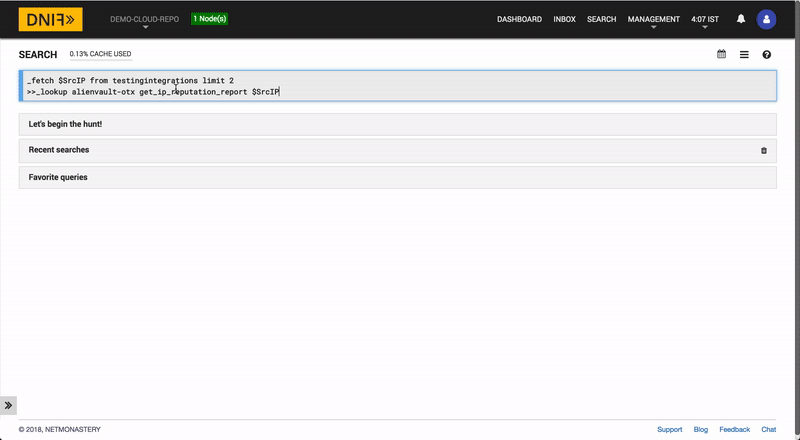 DNIF»
DEMO-CLOUD-REPO
1 Node(s)
DASHBOARD
INBOX
SEARCH
MANAGEMENT
4:07 IST
SEARCH
0.13% CACHE USED
_fetch $SrcIP from testingintegrations limit 2
>>_lookup alienvault-otx get_ip_reputation_report $SrcIP
Let's begin the hunt!
Recent searches
Favorite queries
© 2018, NETMONASTERY
Support
Blog
Feedback
Chat